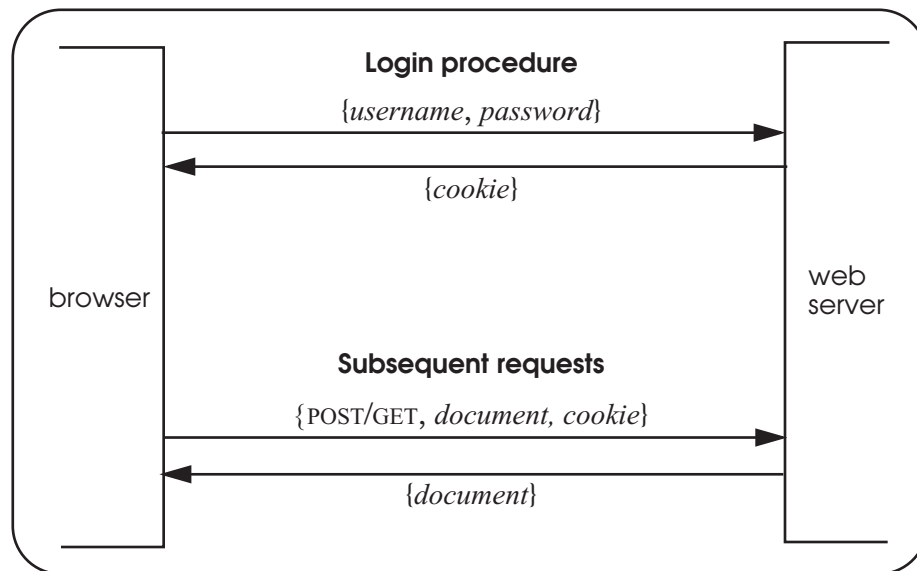 Login procedure
{username, password}
{cookie}
browser
web
server
Subsequent requests
{POST/GET, document, cookie}
{document}